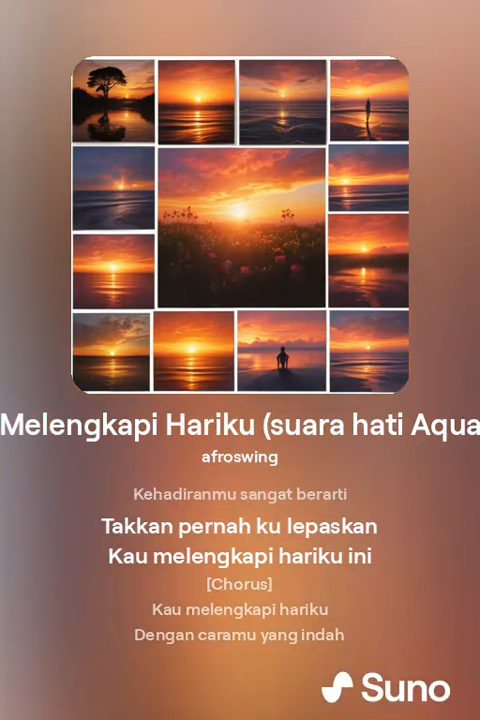 Melengkapi Hariku (suara hati Aqua
afroswing
Kehadiranmu sangat berarti
Takkan pernah ku lepaskan
Kau melengkapi hariku ini
[Chorus]
Kau melengkapi hariku
Dengan caramu yang indah
Suno